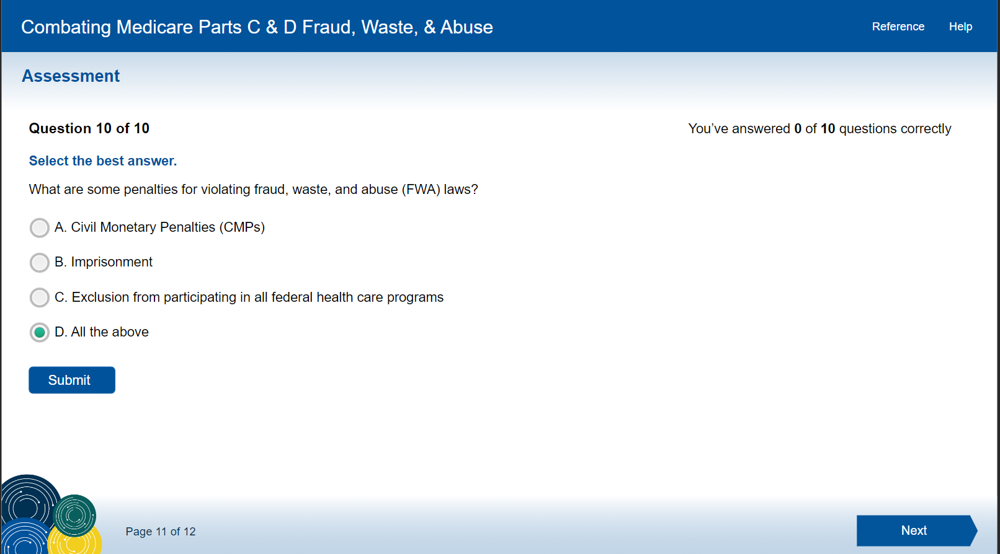 Combating Medicare Parts C & D Fraud, Waste, & Abuse
Reference
Help
Assessment
Question 10 of 10
You’ve answered 0 of 10 questions correctly
Select the best answer.
What are some penalties for violating fraud, waste, and abuse (FWA) laws?
A. Civil Monetary Penalties (CMPs)
B. Imprisonment
C. Exclusion from participating in all federal health care programs
D. All the above
Submit
Page 11 of 12
Next